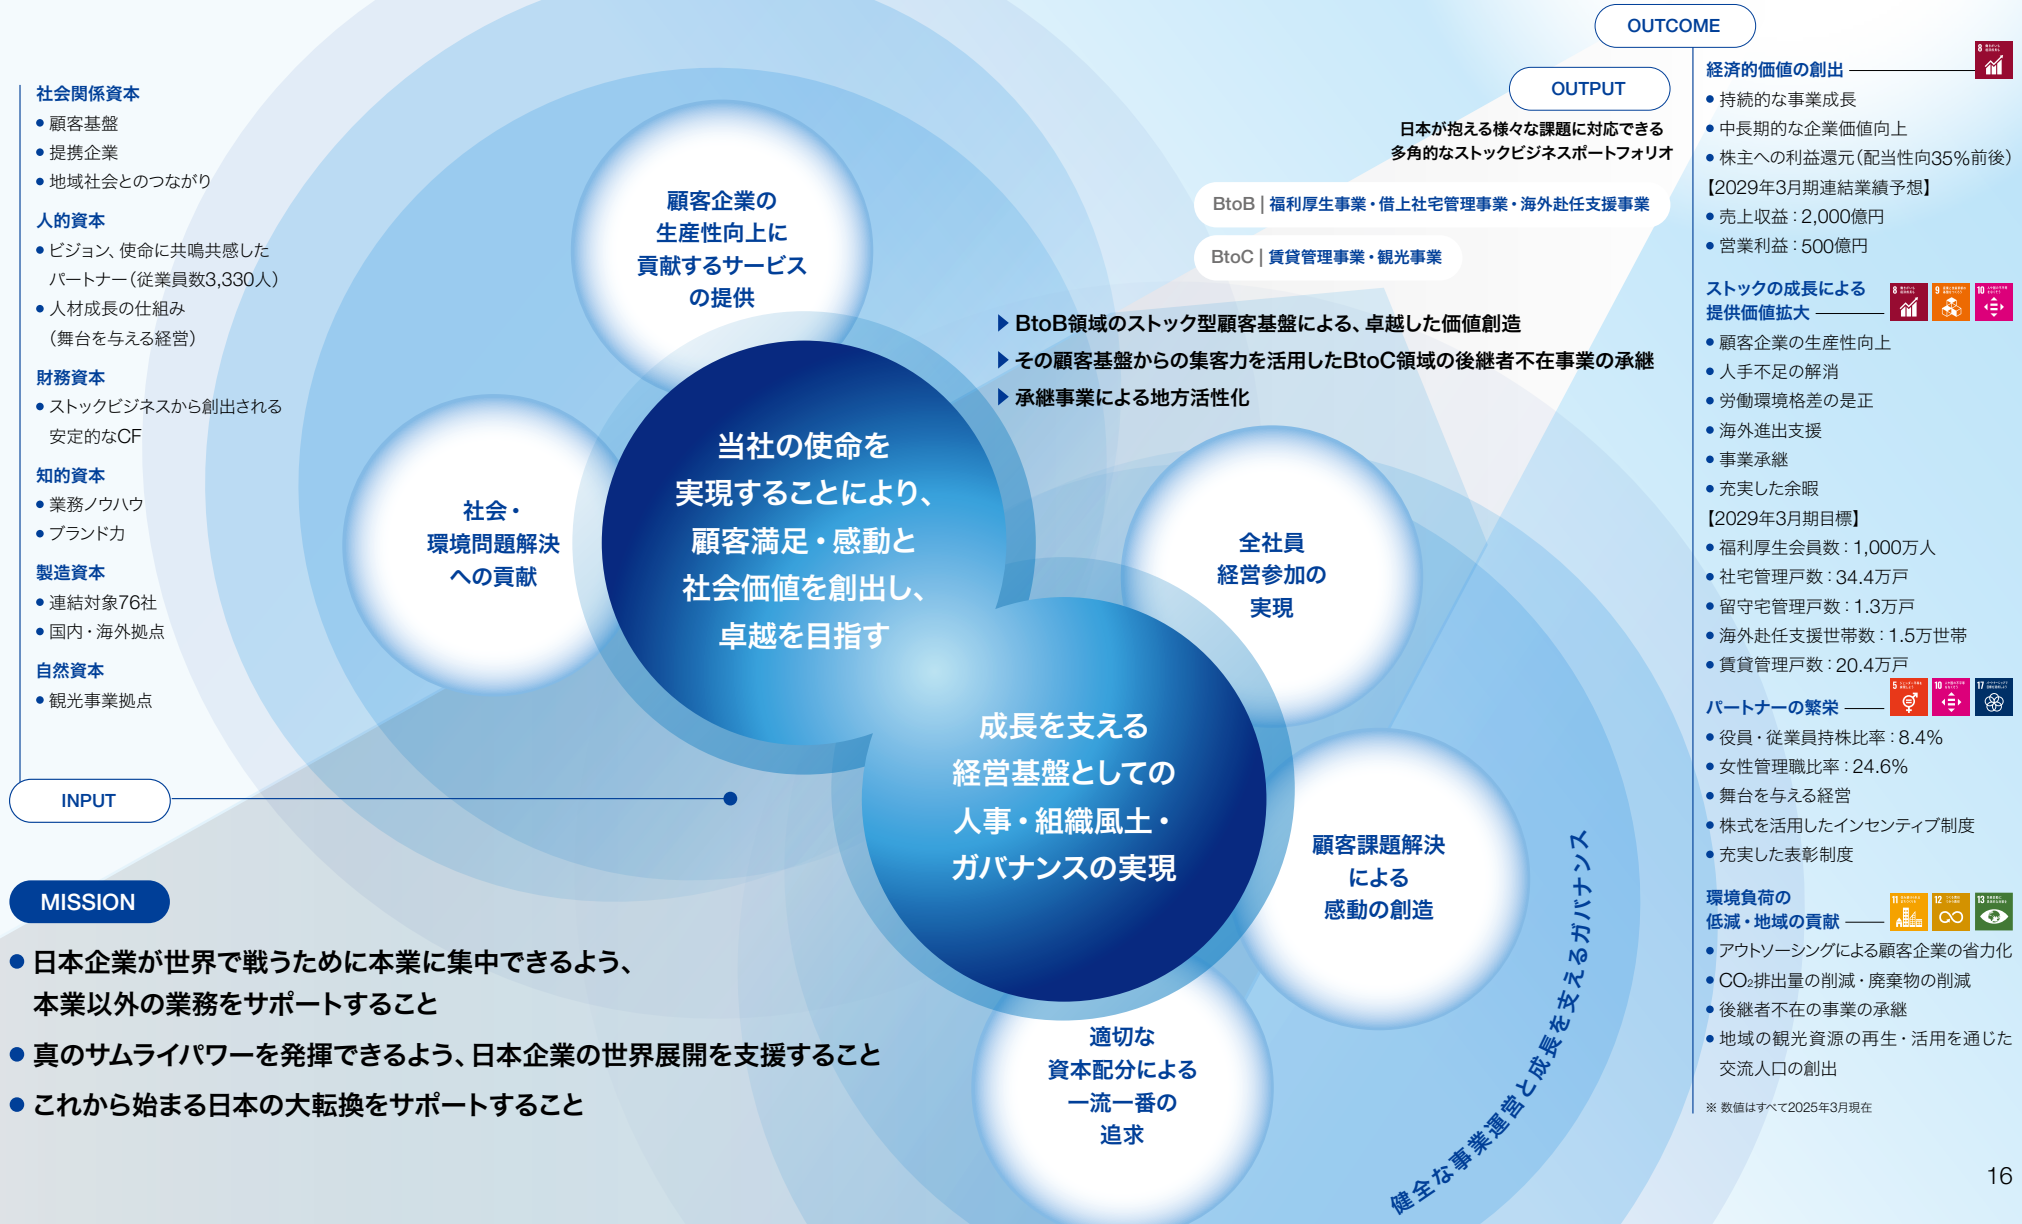 社会関係資本
● 顧客基盤
● 提携企業
● 地域社会とのつながり
人的資本
● ビジョン、使命に共鳴共感した
パートナー（従業員数3,330人）
● 人材成長の仕組み
（舞台を与える経営）
財務資本
● ストックビジネスから創出される
安定的なCF
知的資本
● 業務ノウハウ
● ブランド力
製造資本
● 連結対象76社
● 国内・海外拠点
自然資本
● 観光事業拠点
INPUT
MISSION
● 日本企業が世界で戦うために本業に集中できるよう、
本業以外の業務をサポートすること
● 真のサムライパワーを発揮できるよう、日本企業の世界展開を支援すること
● これから始まる日本の大転換をサポートすること
顧客企業の
生産性向上に
貢献するサービス
の提供
社会・
環境問題解決
への貢献
当社の使命を
実現することにより、
顧客満足・感動と
社会価値を創出し、
卓越を目指す
成長を支える
経営基盤としての
人事・組織風土・
ガバナンスの実現
全社員
経営参加の
実現
顧客課題解決
による
感動の創造
適切な
資本配分による
一流一番の
追求
健全な事業運営と成長を支えるガバナンス
OUTPUT
日本が抱える様々な課題に対応できる
多角的なストックビジネスポートフォリオ
BtoB | 福利厚生事業・借上社宅管理事業・海外赴任支援事業
BtoC | 賃貸管理事業・観光事業
▶ BtoB領域のストック型顧客基盤による、卓越した価値創造
▶ その顧客基盤からの集客力を活用したBtoC領域の後継者不在事業の承継
▶ 承継事業による地方活性化
OUTCOME
経済的価値の創出
8
● 持続的な事業成長
● 中長期的な企業価値向上
● 株主への利益還元（配当性向35%前後）
【2029年3月期連結業績予想】
● 売上収益：2,000億円
● 営業利益：500億円
ストックの成長による
提供価値拡大
8
9
10
● 顧客企業の生産性向上
● 人手不足の解消
● 労働環境格差の是正
● 海外進出支援
● 事業承継
● 充実した余暇
【2029年3月期目標】
● 福利厚生会員数：1,000万人
● 社宅管理戸数：34.4万戸
● 留守宅管理戸数：1.3万戸
● 海外赴任支援世帯数：1.5万世帯
● 賃貸管理戸数：20.4万戸
パートナーの繁栄
5
10
17
● 役員・従業員持株比率：8.4%
● 女性管理職比率：24.6%
● 舞台を与える経営
● 株式を活用したインセンティブ制度
● 充実した表彰制度
環境負荷の
低減・地域の貢献
11
12
13
● アウトソーシングによる顧客企業の省力化
● CO₂排出量の削減・廃棄物の削減
● 後継者不在の事業の承継
● 地域の観光資源の再生・活用を通じた
交流人口の創出
※ 数値はすべて2025年3月現在
16